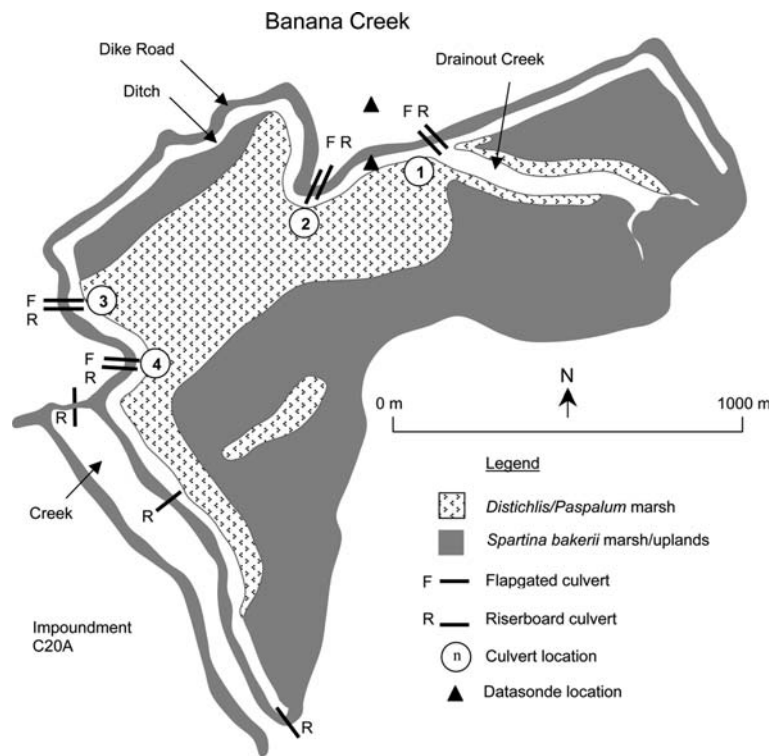 Banana Creek
Dike Road
Drainout Creek
Ditch
F R
F R
1
2
F
3
R
F
4
R
R
N
0 m
1000 m
Legend
Creek
R
Distichlis/Paspalum marsh
Spartina bakerii marsh/uplands
F
Flapgated culvert
R
Riserboard culvert
Impoundment
C20A
n
Culvert location
Datasonde location
R